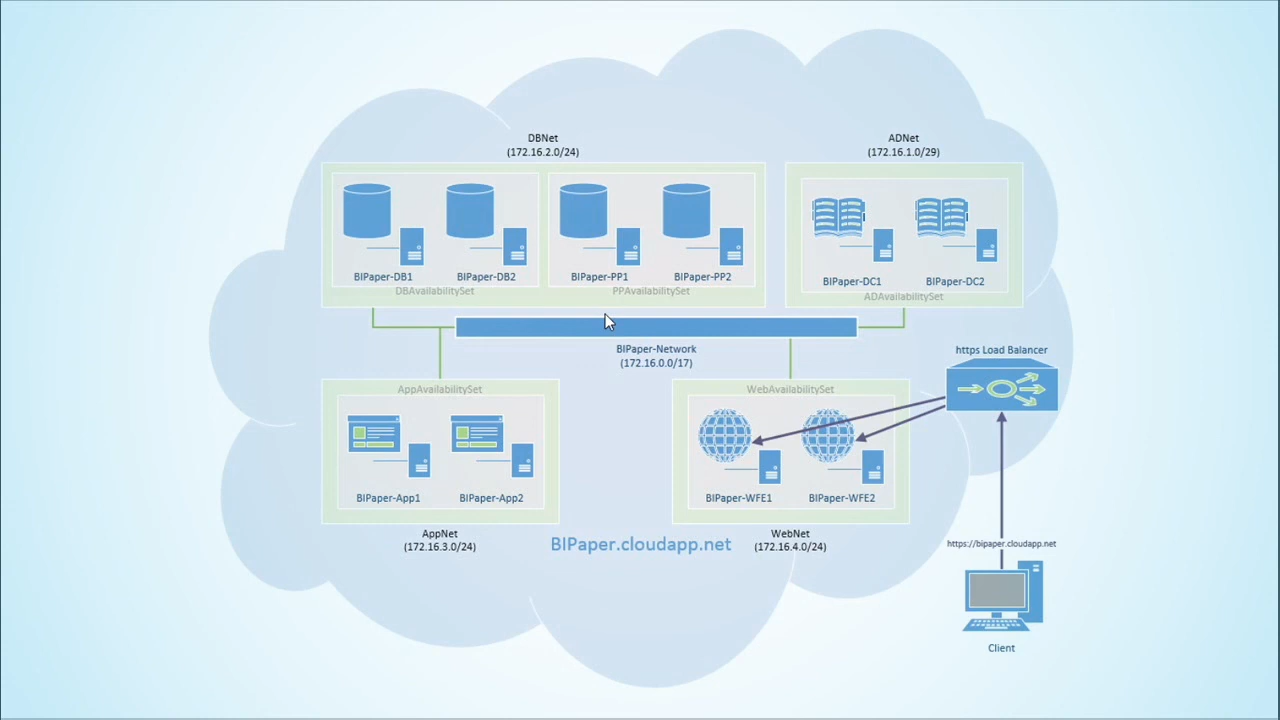 DBNet
(172.16.2.0/24)
ADNet
(172.16.1.0/29)
BIPaper-DB1
BIPaper-DB2
BIPaper-PP1
BIPaper-PP2
DBAvailabilitySet
PPAvailabilitySet
BIPaper-DC1
BIPaper-DC2
ADAvailabilitySet
BIPaper-Network
(172.16.0.0/17)
https Load Balancer
AppAvailabilitySet
WebAvailabilitySet
BIPaper-App1
BIPaper-App2
BIPaper-WFE1
BIPaper-WFE2
AppNet
(172.16.3.0/24)
BIPaper.cloudapp.net
WebNet
(172.16.4.0/24)
https://bipaper.cloudapp.net
Client